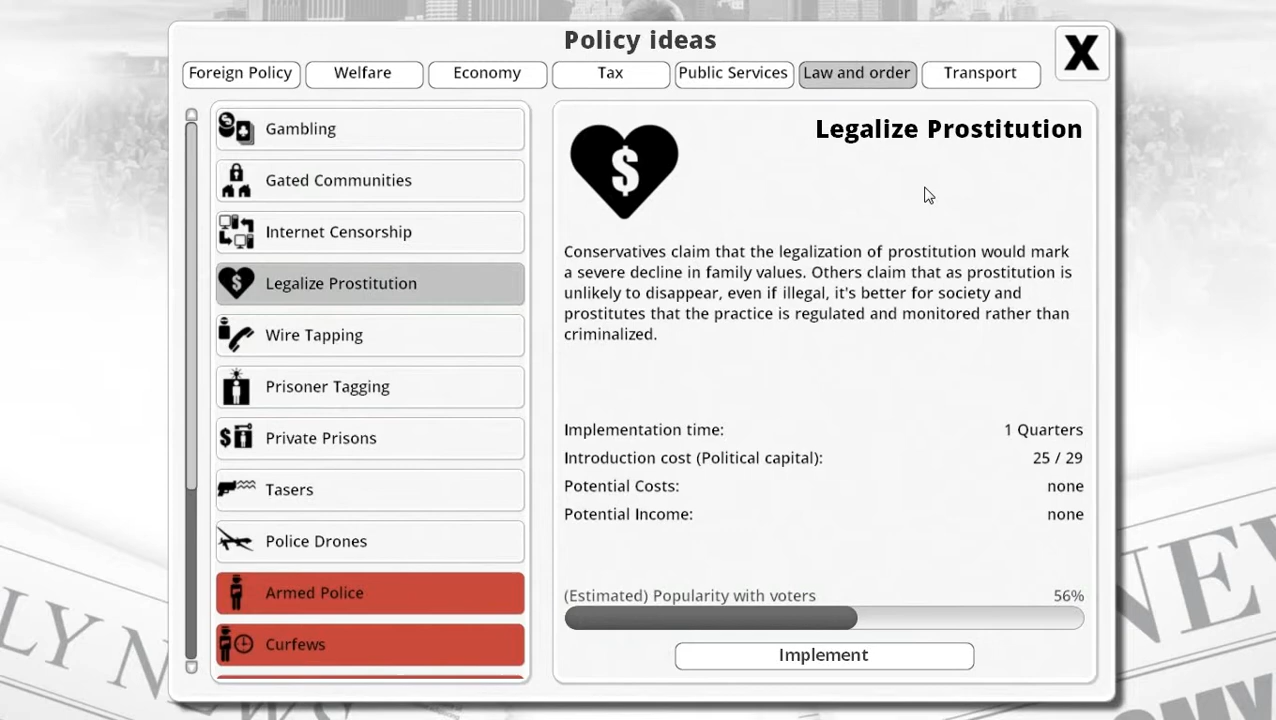 Policy ideas
X
Foreign Policy
Welfare
Economy
Tax
Public Services
Law and order
Transport
Gambling
Gated Communities
Internet Censorship
Legalize Prostitution
Wire Tapping
Prisoner Tagging
Private Prisons
Tasers
Police Drones
Armed Police
Curfews
$
Legalize Prostitution
Conservatives claim that the legalization of prostitution would mark
a severe decline in family values. Others claim that as prostitution is
unlikely to disappear, even if illegal, it's better for society and
prostitutes that the practice is regulated and monitored rather than
criminalized.
Implementation time: 1 Quarters
Introduction cost (Political capital): 25 / 29
Potential Costs: none
Potential Income: none
(Estimated) Popularity with voters 56%
Implement
LY NEWS
NEW